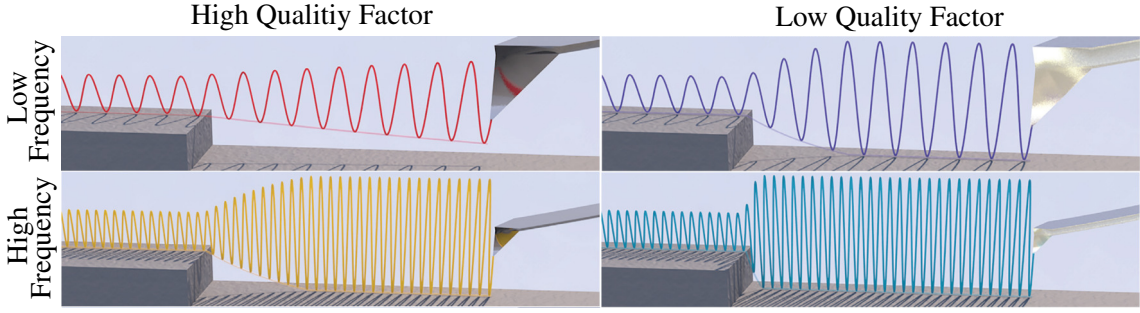 High Qualitiy Factor
Low Quality Factor
Low
Frequency
High
Frequency